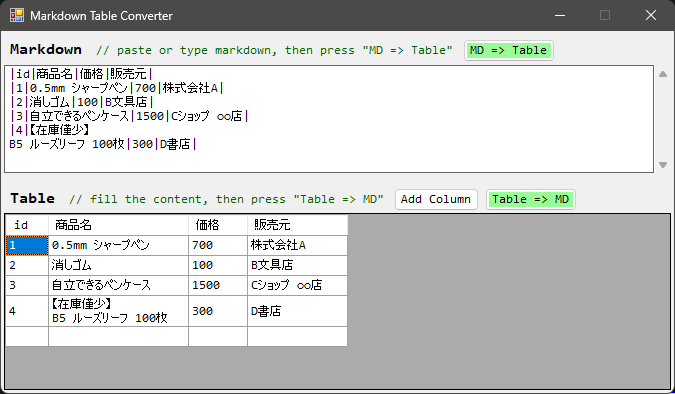 Markdown Table Converter
Markdown // paste or type markdown, then press "MD => Table" MD => Table
|id|商品名|価格|販売元|
|1|0.5mm シャープペン|700|株式会社A|
|2|消しゴム|100|B文具店|
|3|自立できるペンケース|1500|Cショップ ○○店|
|4|【在庫僅少】
B5 ルーズリーフ 100枚|300|D書店|
Table // fill the content, then press "Table => MD" Add Column Table => MD
id 商品名 価格 販売元
1 0.5mm シャープペン 700 株式会社A
2 消しゴム 100 B文具店
3 自立できるペンケース 1500 Cショップ ○○店
4 【在庫僅少】 300 D書店
B5 ルーズリーフ 100枚